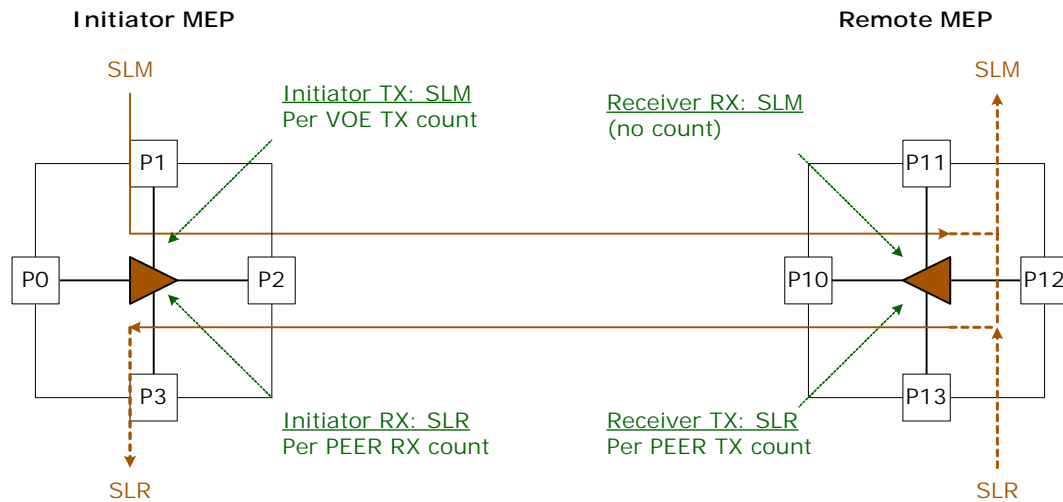 Initiator MEP
Remote MEP
SLM
SLM
Initiator TX: SLM
Per VOE TX count
Receiver RX: SLM
(no count)
P1
P11
P0
P2
P10
P12
P3
P13
Initiator RX: SLR
Per PEER RX count
Receiver TX: SLR
Per PEER TX count
SLR
SLR